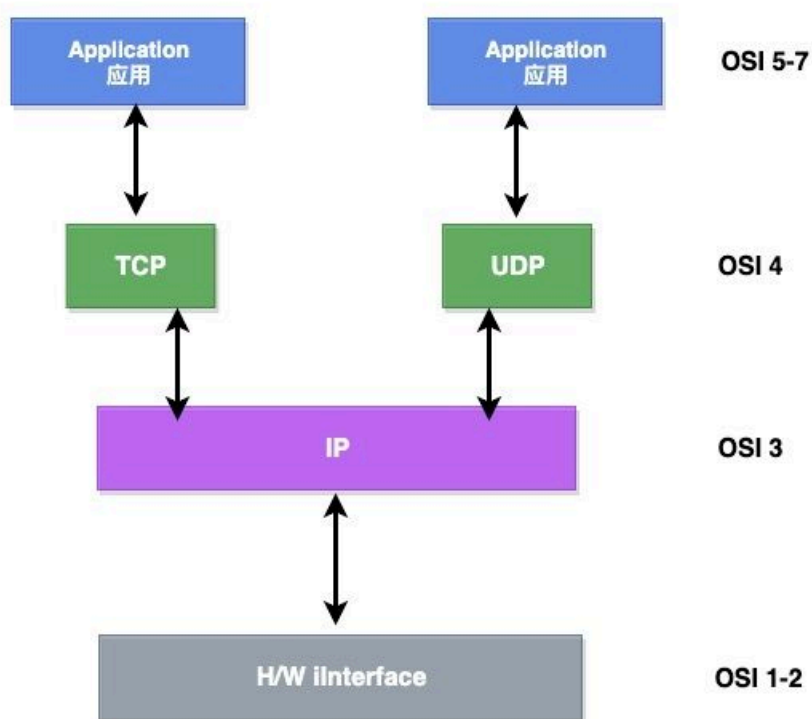 Application
应用
Application
应用
OSI 5-7
TCP
UDP
OSI 4
IP
OSI 3
H/W iInterface
OSI 1-2